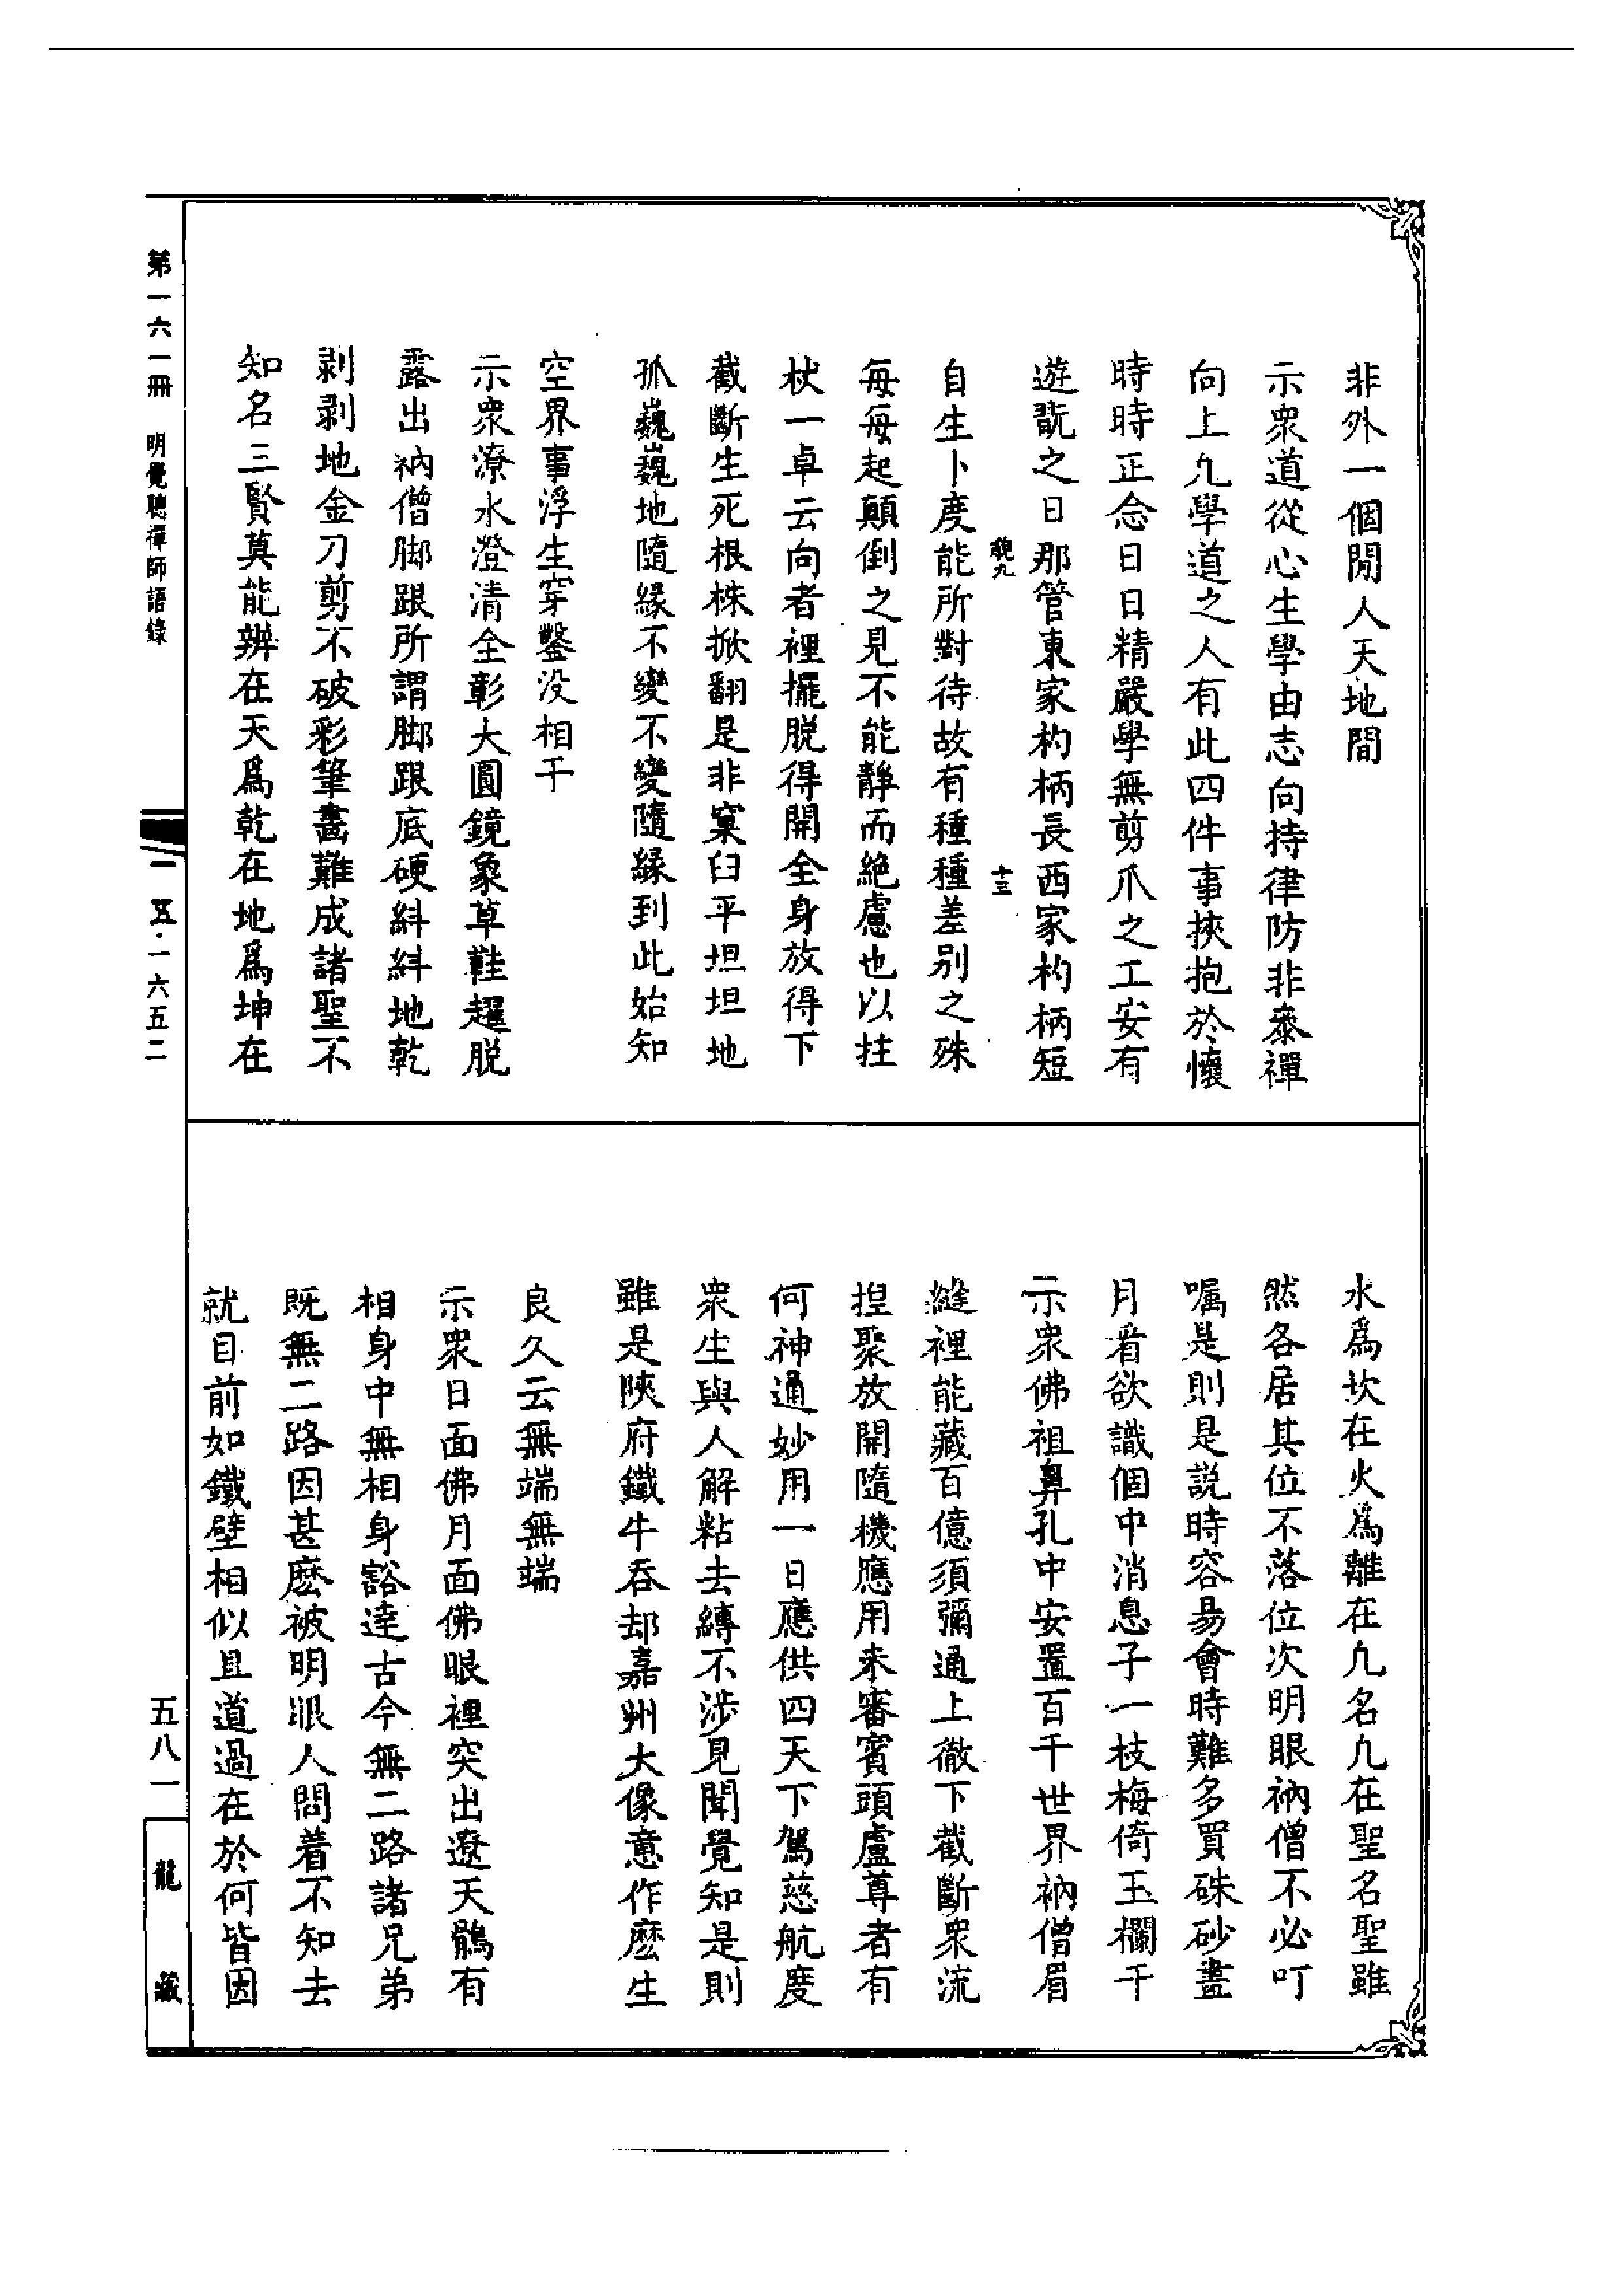 非外一個閒人天地間
示衆道從心生學由志向持律防非叅禪
向上凢學道之人有此四件事挾抱於懷
時時正念日日精嚴學無剪爪之工安有
遊翫之日那管東家杓柄長西家杓柄短
十三
自生卜度能所對待故有種種差别之殊
每每起顛倒之見不能靜而絶慮也以拄
杖一卓云向者裡擺脱得開全身放得下
截斷生死根株掀翻是非窠臼平坦坦地
孤巍巍地隨緣不變不變隨緣到此始知
空界事浮生穿鑿没相干
示衆潦水澄清全彰大圓鏡象草鞋趯脱
露出衲僧脚跟所謂脚跟底硬紏紏地乾
剥剥地金刀剪不破彩筆畵難成諸聖不
知名三賢莫能辨在天爲乾在地爲坤在
水爲坎在火爲離在凢名凢在聖名聖雖
然各居其位不落位次明眼衲僧不必叮
嘱是則是説時容易會時難多買硃砂畵
月看欲識個中消息子一枝梅倚玉欄干
示衆佛祖鼻孔中安置百千世界衲僧眉
縫裡能藏百億須彌通上徹下截斷衆流
揑聚放開隨機應用來審賓頭盧尊者有
何神通妙用一日應供四天下駕慈航度
衆生與人解粘去縛不涉見聞覺知是則
雖是陝府鐵牛吞却嘉州大像意作麽生
良久云無端無端
示衆日面佛月面佛眼裡突出遼天鶻有
相身中無相身豁達古今無二路諸兄弟
既無二路因甚麽被明眼人問着不知去
就目前如鐵壁相似且道過在於何皆因
第一六一冊 明覺聰禪師語錄
一五·一六五二
五八一
龍藏